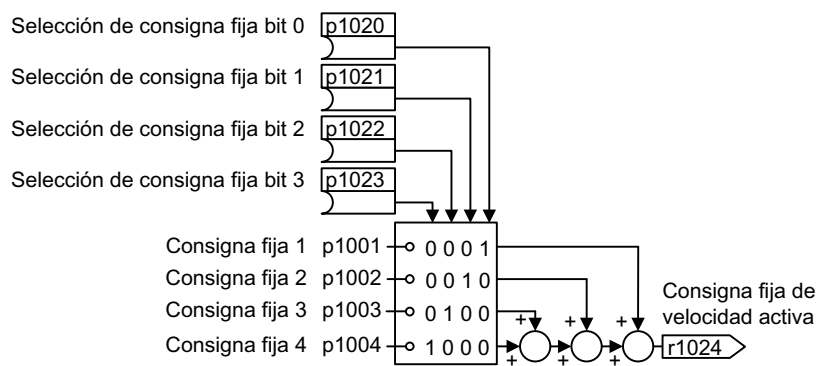 Selección de consigna fija bit 0 p1020
Selección de consigna fija bit 1 p1021
Selección de consigna fija bit 2 p1022
Selección de consigna fija bit 3 p1023
Consigna fija 1 p1001 0 0 0 1
Consigna fija 2 p1002 0 0 1 0
Consigna fija 3 p1003 0 1 0 0
Consigna fija 4 p1004 1 0 0 0
+ + +
+ + +
Consigna fija de
velocidad activa
r1024